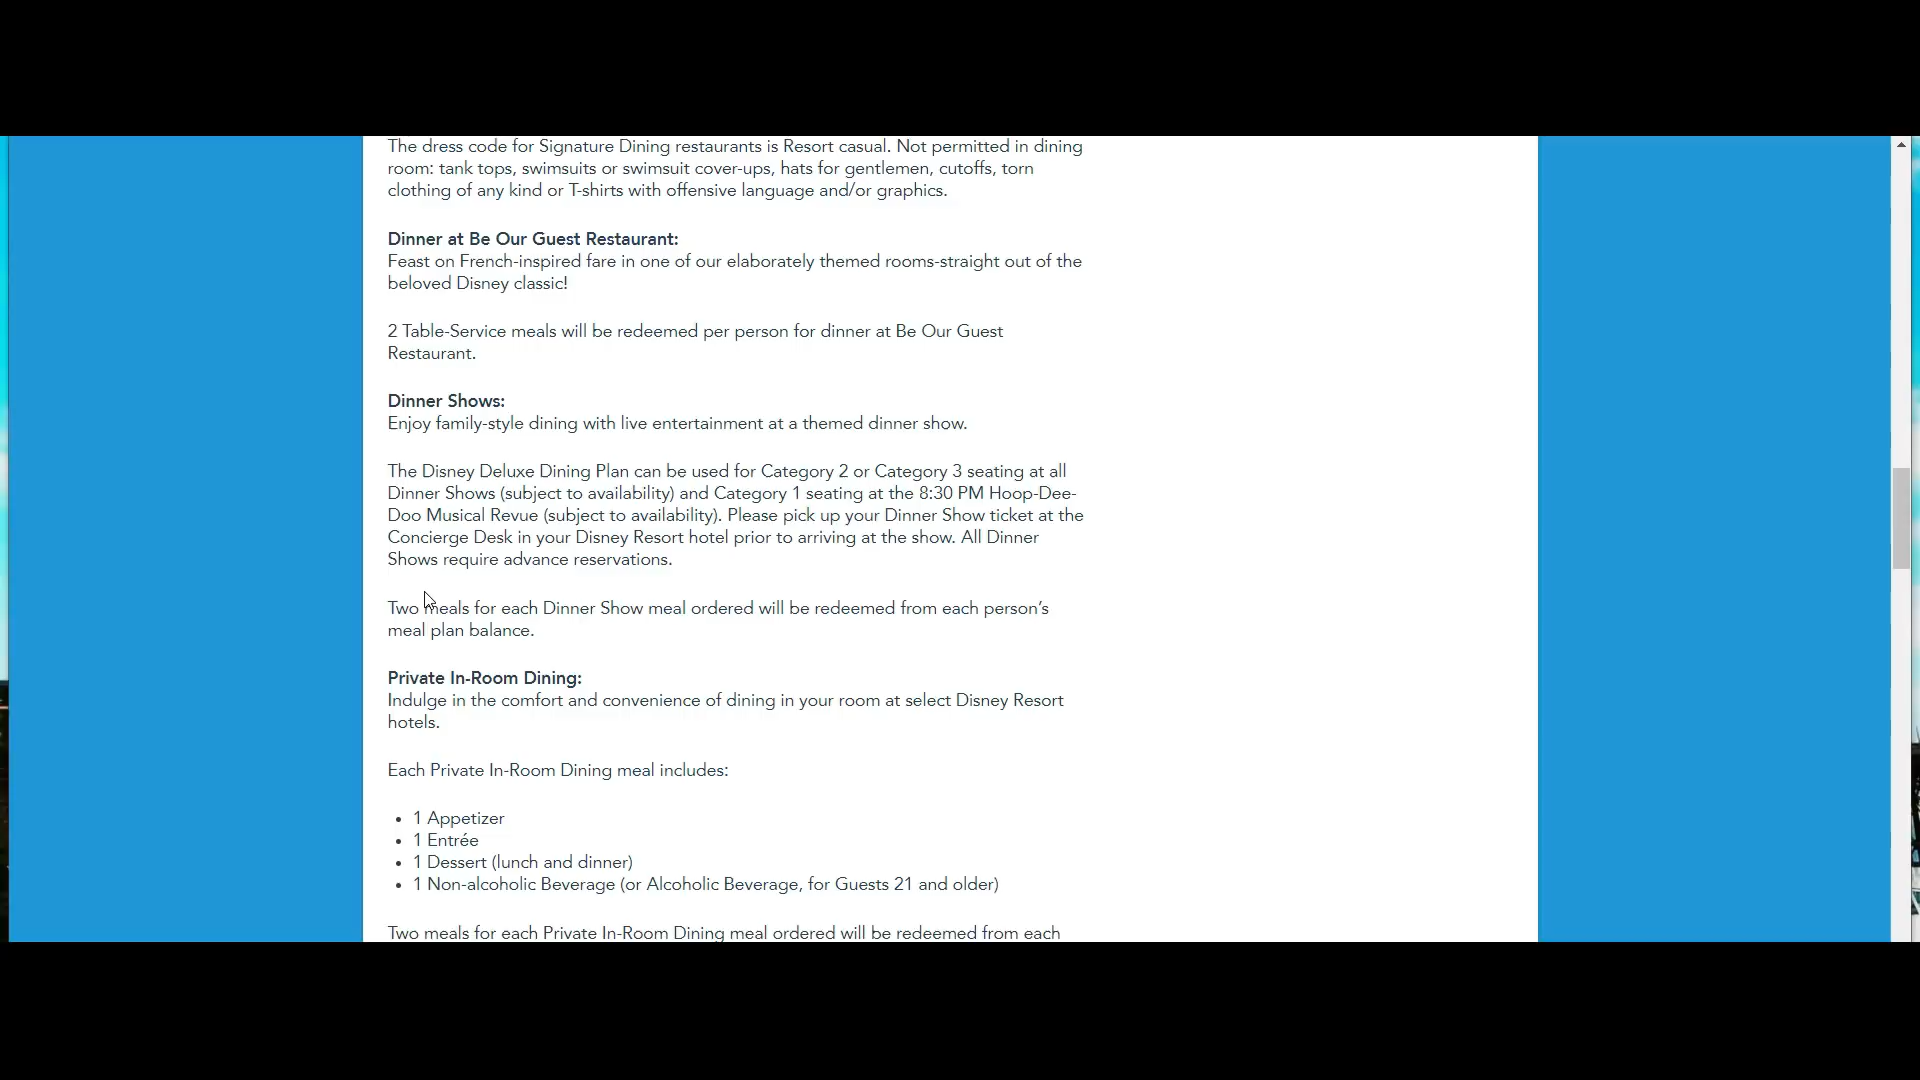 The dress code for Signature Dining restaurants is Resort casual. Not permitted in dining
room: tank tops, swimsuits or swimsuit cover-ups, hats for gentlemen, cutoffs, torn
clothing of any kind or T-shirts with offensive language and/or graphics.
Dinner at Be Our Guest Restaurant:
Feast on French-inspired fare in one of our elaborately themed rooms-straight out of the
beloved Disney classic!
2 Table-Service meals will be redeemed per person for dinner at Be Our Guest
Restaurant.
Dinner Shows:
Enjoy family-style dining with live entertainment at a themed dinner show.
The Disney Deluxe Dining Plan can be used for Category 2 or Category 3 seating at all
Dinner Shows (subject to availability) and Category 1 seating at the 8:30 PM Hoop-Dee-
Doo Musical Revue (subject to availability). Please pick up your Dinner Show ticket at the
Concierge Desk in your Disney Resort hotel prior to arriving at the show. All Dinner
Shows require advance reservations.
Two meals for each Dinner Show meal ordered will be redeemed from each person’s
meal plan balance.
Private In-Room Dining:
Indulge in the comfort and convenience of dining in your room at select Disney Resort
hotels.
Each Private In-Room Dining meal includes:
• 1 Appetizer
• 1 Entrée
• 1 Dessert (lunch and dinner)
• 1 Non-alcoholic Beverage (or Alcoholic Beverage, for Guests 21 and older)
Two meals for each Private In-Room Dining meal ordered will be redeemed from each